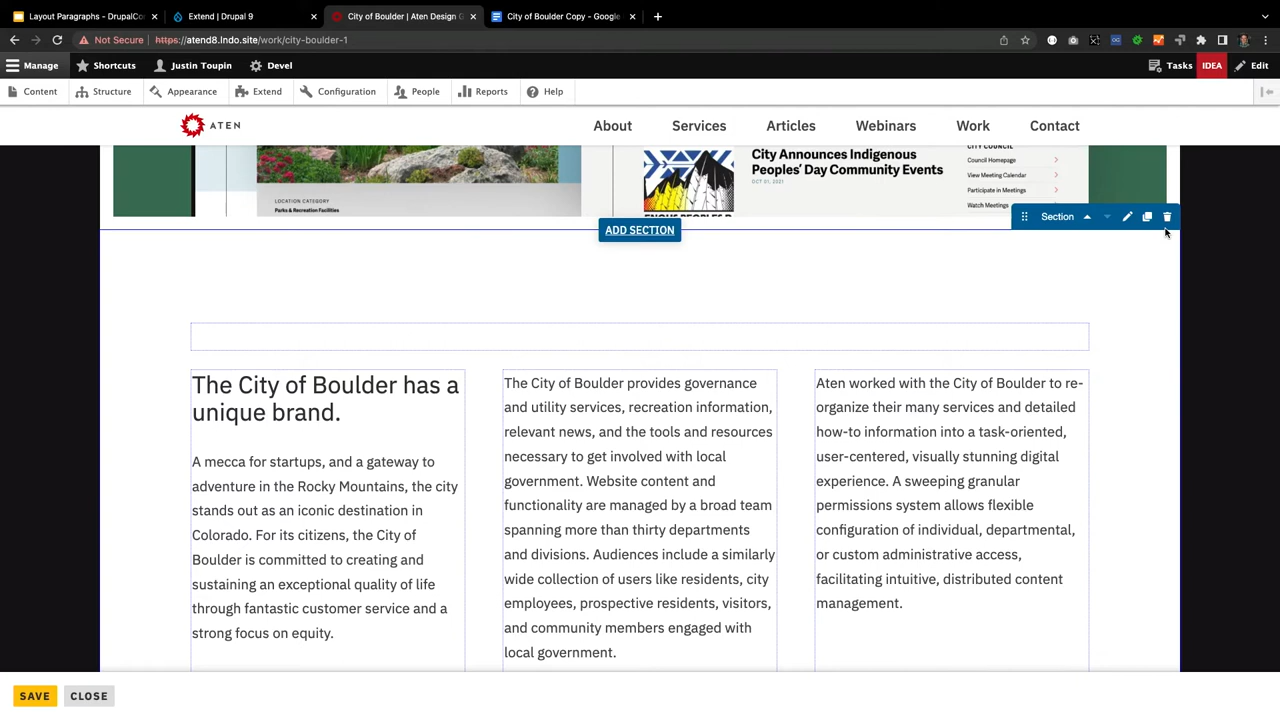 Layout Paragraphs - DrupalCo
Extend | Drupal 9
City of Boulder | Aten Design G
City of Boulder Copy - Google
Not Secure
https://atend8.lndo.site/work/city-boulder-1
Manage
Shortcuts
Justin Toupin
Devel
Tasks
IDEA
Edit
Content
Structure
Appearance
Extend
Configuration
People
Reports
Help
ATEN
About
Services
Articles
Webinars
Work
Contact
LOCATION CATEGORY
Parks & Recreation Facilities
City Announces Indigenous
Peoples' Day Community Events
OCT 01, 2021
CITY COUNCIL
Council Homepage
View Meeting Calendar
Participate in Meetings
Watch Meetings
Section
ADD SECTION
The City of Boulder has a
unique brand.
A mecca for startups, and a gateway to
adventure in the Rocky Mountains, the city
stands out as an iconic destination in
Colorado. For its citizens, the City of
Boulder is committed to creating and
sustaining an exceptional quality of life
through fantastic customer service and a
strong focus on equity.
The City of Boulder provides governance
and utility services, recreation information,
relevant news, and the tools and resources
necessary to get involved with local
government. Website content and
functionality are managed by a broad team
spanning more than thirty departments
and divisions. Audiences include a similarly
wide collection of users like residents, city
employees, prospective residents, visitors,
and community members engaged with
local government.
Aten worked with the City of Boulder to re-
organize their many services and detailed
how-to information into a task-oriented,
user-centered, visually stunning digital
experience. A sweeping granular
permissions system allows flexible
configuration of individual, departmental,
or custom administrative access,
facilitating intuitive, distributed content
management.
SAVE
CLOSE